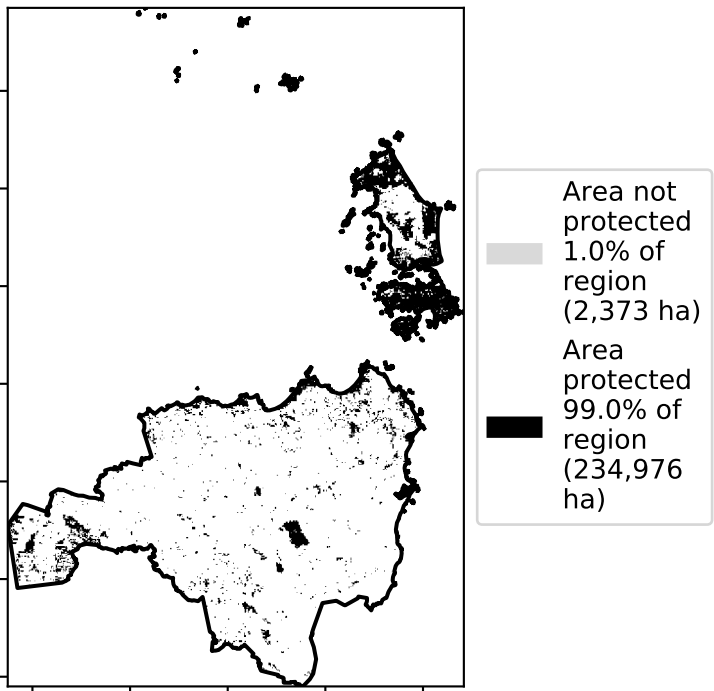 Area not
protected
1.0% of
region
(2,373 ha)
Area
protected
99.0% of
region
(234,976
ha)